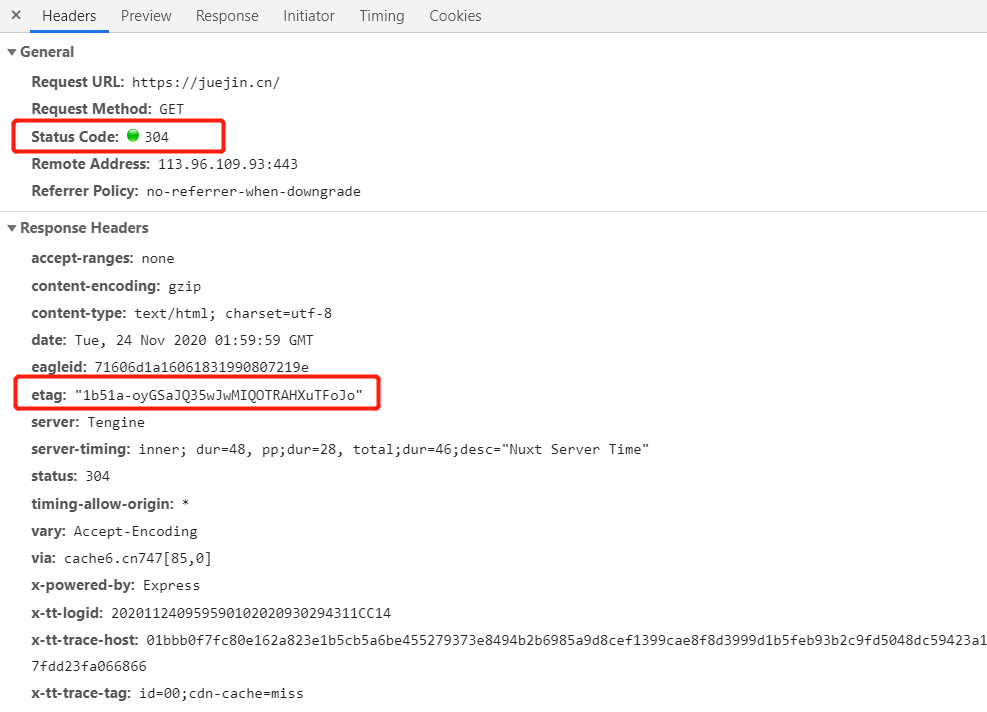 × Headers Preview Response Initiator Timing Cookies
General
Request URL: https://juejin.cn/
Request Method: GET
Status Code: 304
Remote Address: 113.96.109.93:443
Referrer Policy: no-referrer-when-downgrade
Response Headers
accept-ranges: none
content-encoding: gzip
content-type: text/html; charset=utf-8
date: Tue, 24 Nov 2020 01:59:59 GMT
eagleid: 71606d1a16061831990807219e
etag: "1b51a-oyGSaJQ35wJwMIQOTRAHXuTFoJo"
server: Tengine
server-timing: inner; dur=48, pp;dur=28, total;dur=46;desc="Nuxt Server Time"
status: 304
timing-allow-origin: *
vary: Accept-Encoding
via: cache6.cn747[85,0]
x-powered-by: Express
x-tt-logid: 202011240959590102020930294311CC14
x-tt-trace-host: 01bbb0f7fc80e162a823e1b5cb5a6be455279373e8494b2b6985a9d8cef1399cae8f8d3999d1b5feb93b2c9fd5048dc59423a1
7fdd23fa066866
x-tt-trace-tag: id=00;cdn-cache=miss